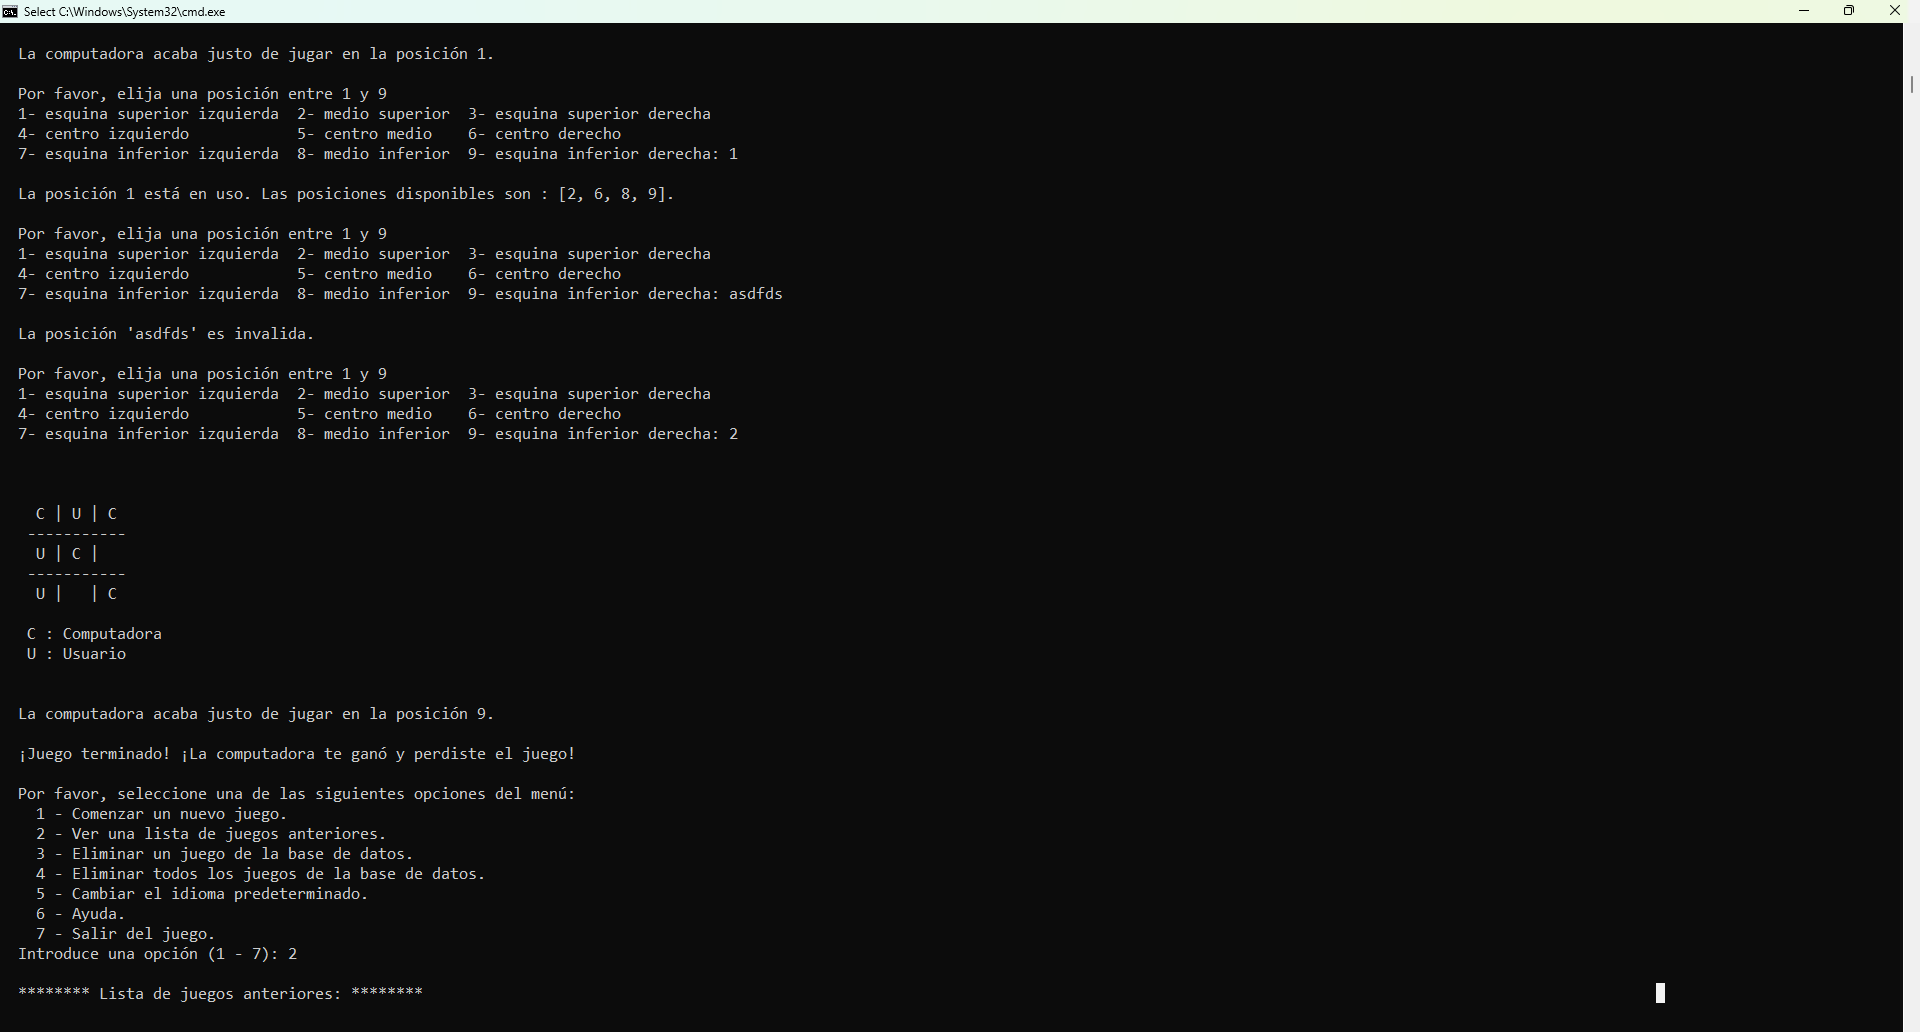 Select C:\Windows\System32\cmd.exe
La computadora acaba justo de jugar en la posición 1.
Por favor, elija una posición entre 1 y 9
1- esquina superior izquierda  2- medio superior  3- esquina superior derecha
4- centro izquierdo            5- centro medio    6- centro derecho
7- esquina inferior izquierda  8- medio inferior  9- esquina inferior derecha: 1
La posición 1 está en uso. Las posiciones disponibles son : [2, 6, 8, 9].
Por favor, elija una posición entre 1 y 9
1- esquina superior izquierda  2- medio superior  3- esquina superior derecha
4- centro izquierdo            5- centro medio    6- centro derecho
7- esquina inferior izquierda  8- medio inferior  9- esquina inferior derecha: asdfds
La posición 'asdfds' es invalida.
Por favor, elija una posición entre 1 y 9
1- esquina superior izquierda  2- medio superior  3- esquina superior derecha
4- centro izquierdo            5- centro medio    6- centro derecho
7- esquina inferior izquierda  8- medio inferior  9- esquina inferior derecha: 2
C | U | C
-----------
U | C |
-----------
U |   | C
C : Computadora
U : Usuario
La computadora acaba justo de jugar en la posición 9.
¡Juego terminado! ¡La computadora te ganó y perdiste el juego!
Por favor, seleccione una de las siguientes opciones del menú:
1 - Comenzar un nuevo juego.
2 - Ver una lista de juegos anteriores.
3 - Eliminar un juego de la base de datos.
4 - Eliminar todos los juegos de la base de datos.
5 - Cambiar el idioma predeterminado.
6 - Ayuda.
7 - Salir del juego.
Introduce una opción (1 - 7): 2
******** Lista de juegos anteriores: ********